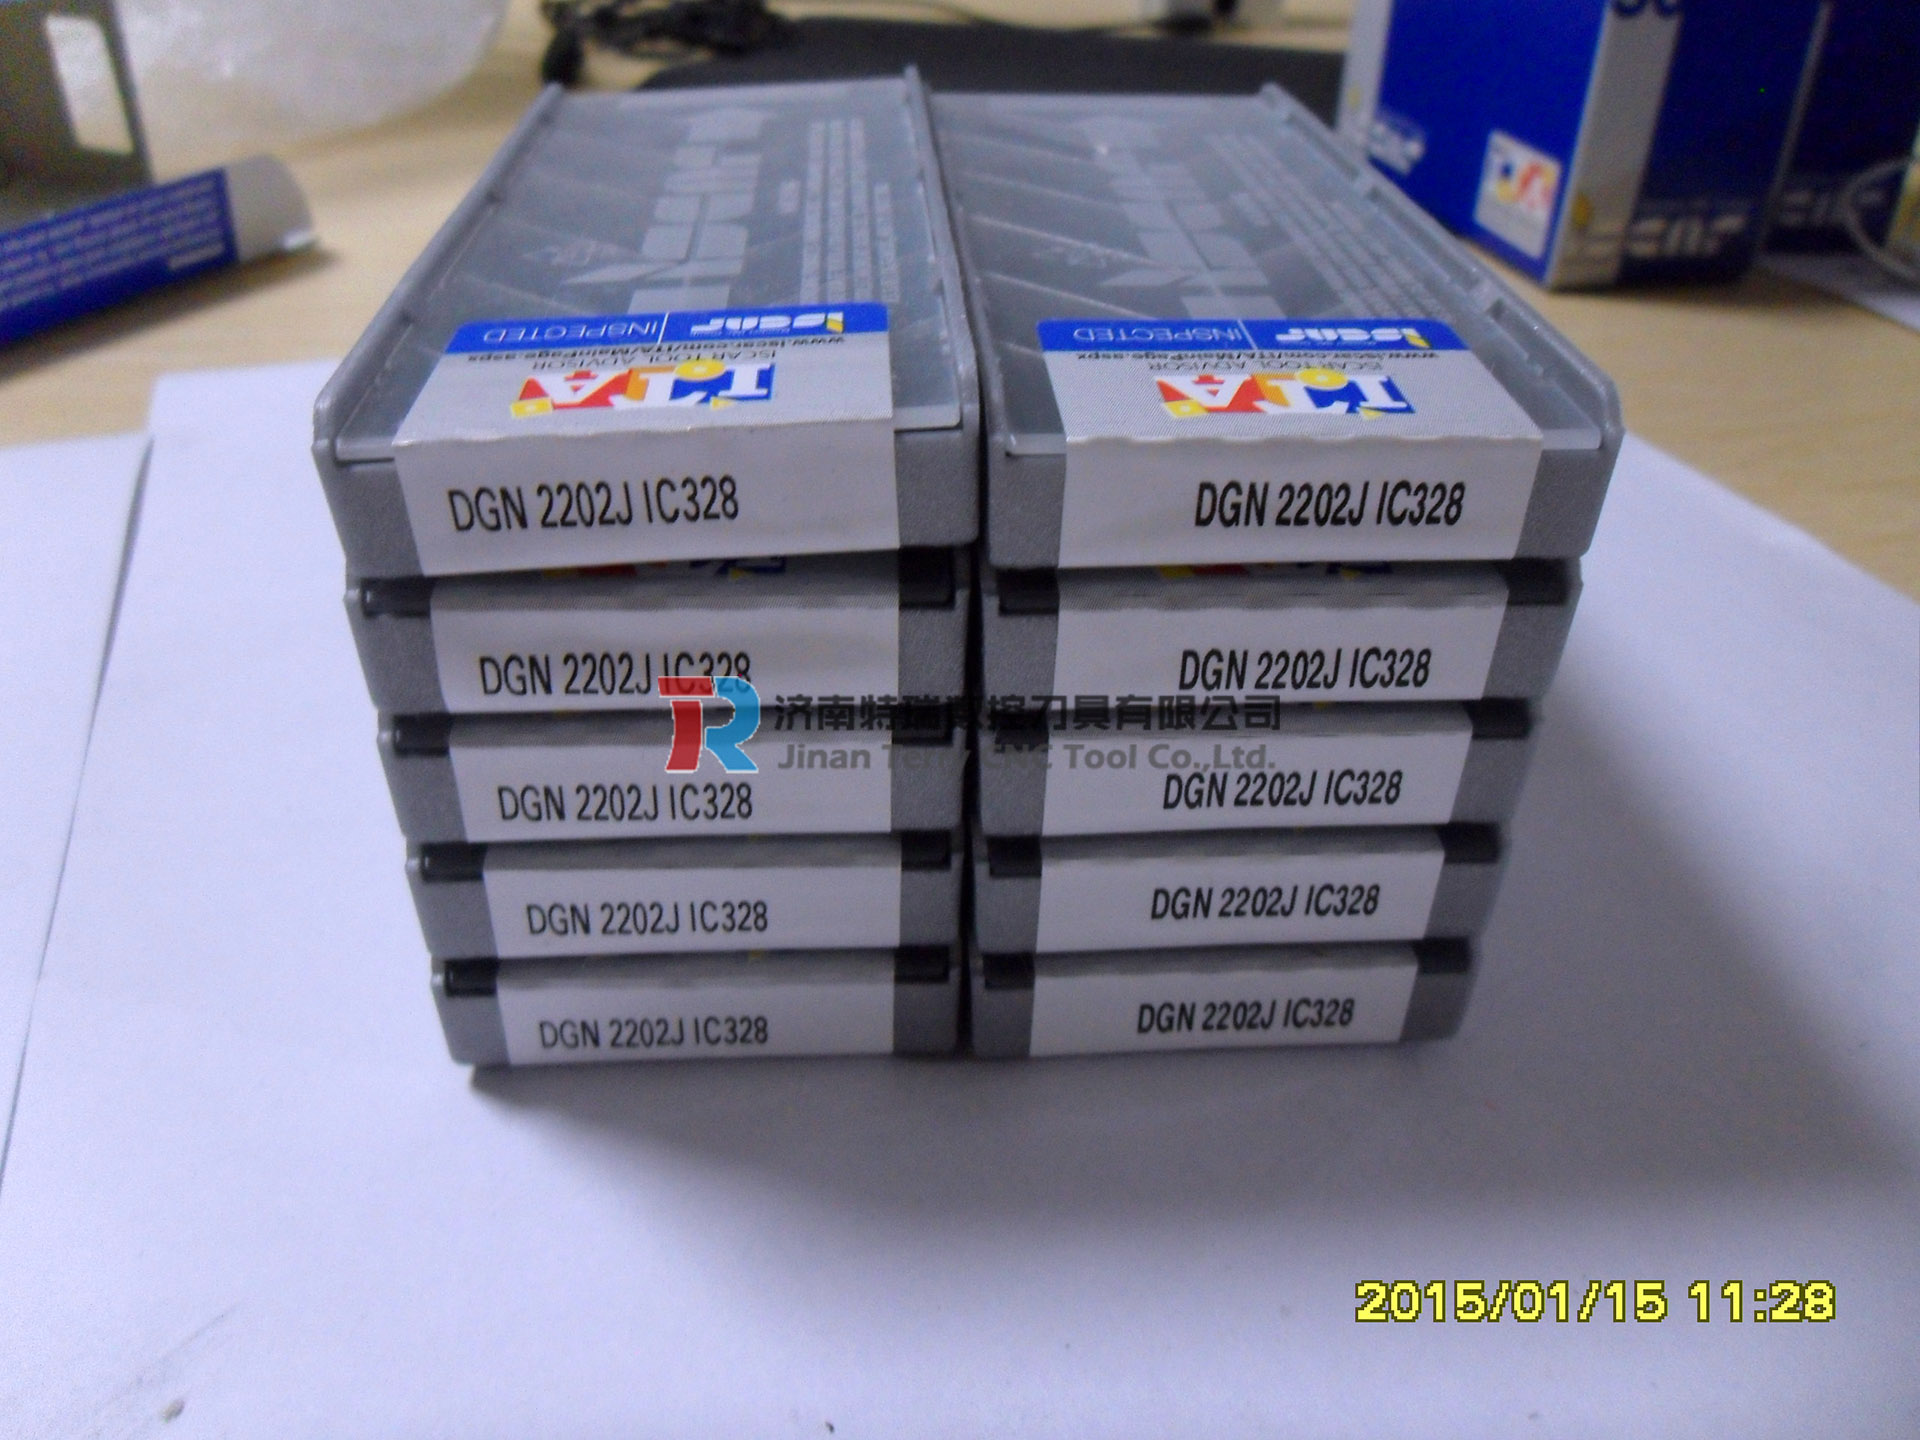 iscar
INSPECTED
www.iscar.com/ITA/MainPage.aspx
ISCAR TOOL ADVISOR
ITA
DGN 2202J IC328
DGN 2202J IC328
DGN 2202J IC328
DGN 2202J IC328
DGN 2202J IC328
iscar
INSPECTED
www.iscar.com/ITA/MainPage.aspx
ISCAR TOOL ADVISOR
ITA
DGN 2202J IC328
DGN 2202J IC328
DGN 2202J IC328
DGN 2202J IC328
DGN 2202J IC328
iscar
TR
济南特瑞数控刀具有限公司
Jinan Terry CNC Tool Co.,Ltd.
2015/01/15 11:28